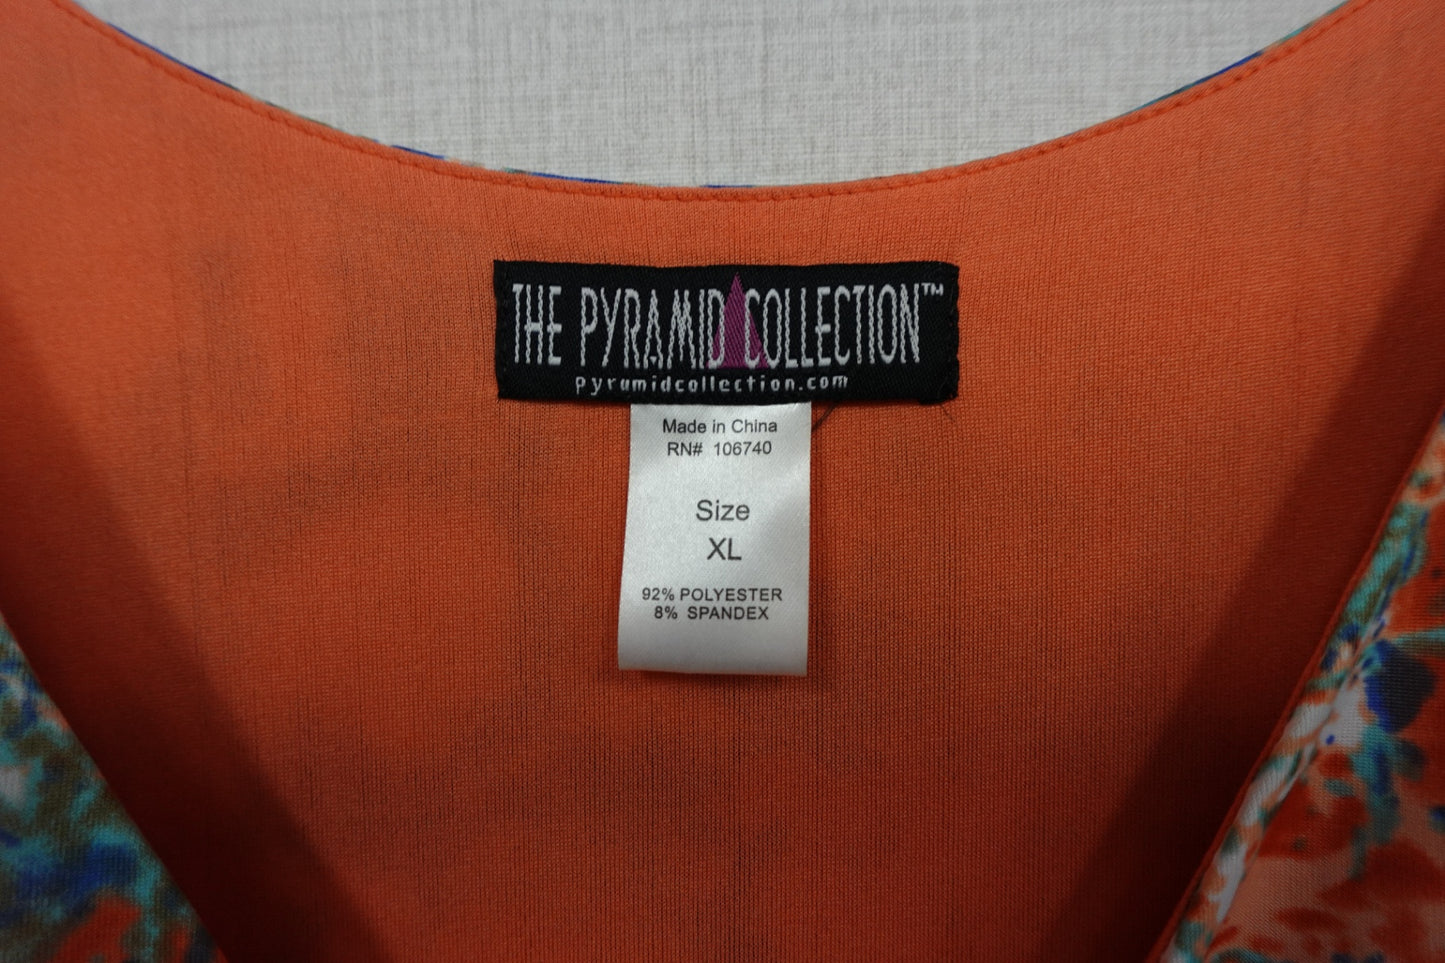 THE PYRAMID COLLECTION™
pyramidcollection.com
Made in China
RN# 106740
Size
XL
92% POLYESTER
8% SPANDEX